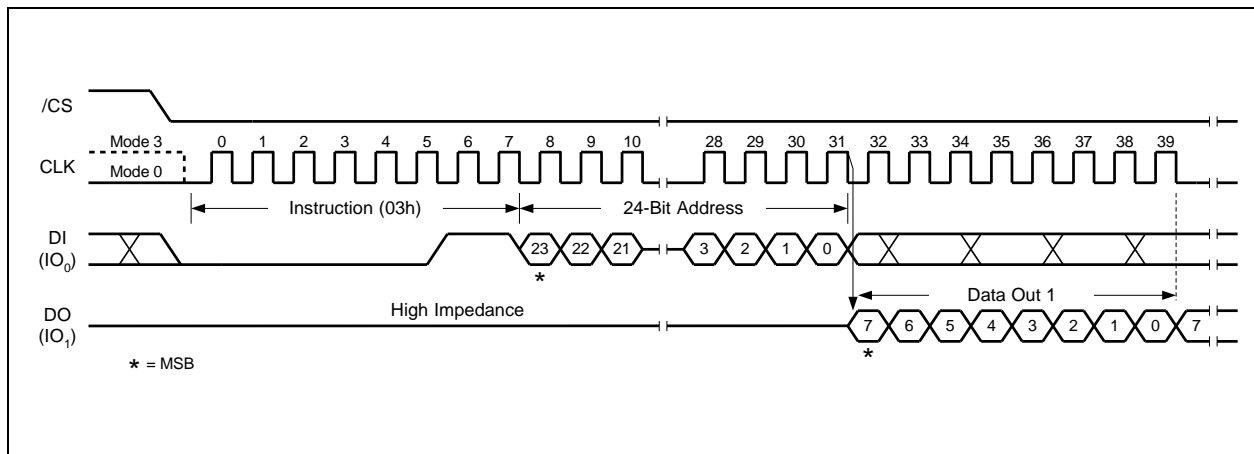 /CS
Mode 3 0 1 2 3 4 5 6 7 8 9 10 28 29 30 31 32 33 34 35 36 37 38 39
CLK
Mode 0
Instruction (03h) 24-Bit Address
DI
(IO0) 23 22 21 3 2 1 0
*
Data Out 1
High Impedance
DO
(IO1) 7 6 5 4 3 2 1 0 7
*
* = MSB